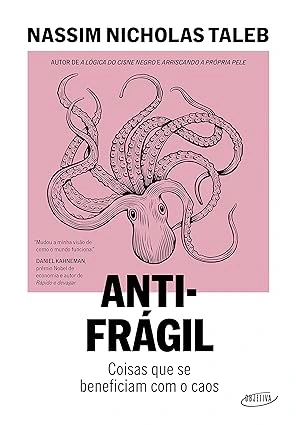 NASSIM NICHOLAS TALEB
AUTOR DE A LÓGICA DO CISNE NEGRO E ARRISCANDO A PRÓPRIA PELE
"Mudou a minha visão de
como o mundo funciona."
DANIEL KAHNEMAN,
prêmio Nobel de
economia e autor de
Rápido e devagar
ANTI-
FRÁGIL
Coisas que se
beneficiam com o caos
OBJETIVA